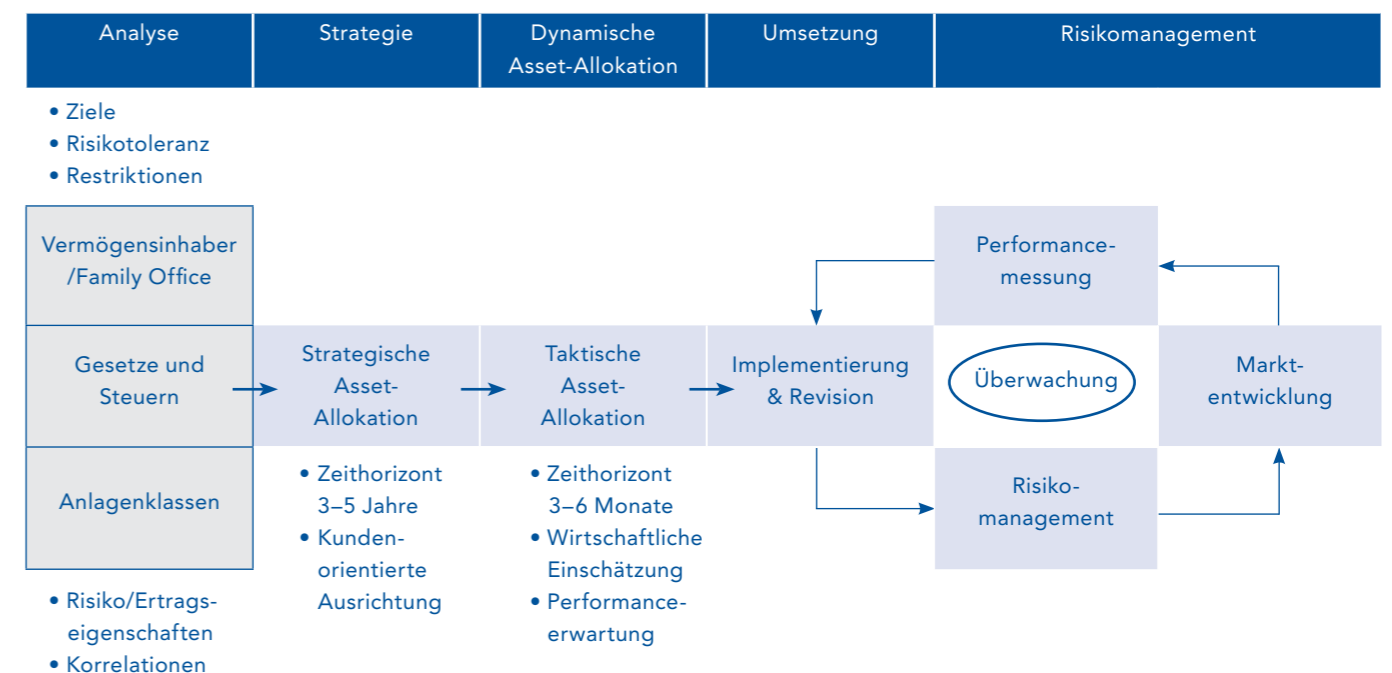 Analyse
Strategie
Dynamische
Asset-Allokation
Umsetzung
Risikomanagement
• Ziele
• Risikotoleranz
• Restriktionen
Vermögensinhaber
/Family Office
Gesetze und
Steuern
Anlagenklassen
• Risiko/Ertrags-
eigenschaften
• Korrelationen
Strategische
Asset-
Allokation
• Zeithorizont
3–5 Jahre
• Kunden-
orientierte
Ausrichtung
Taktische
Asset-
Allokation
• Zeithorizont
3–6 Monate
• Wirtschaftliche
Einschätzung
• Performance-
erwartung
Implementierung
& Revision
Performance-
messung
Überwachung
Risiko-
management
Markt-
entwicklung